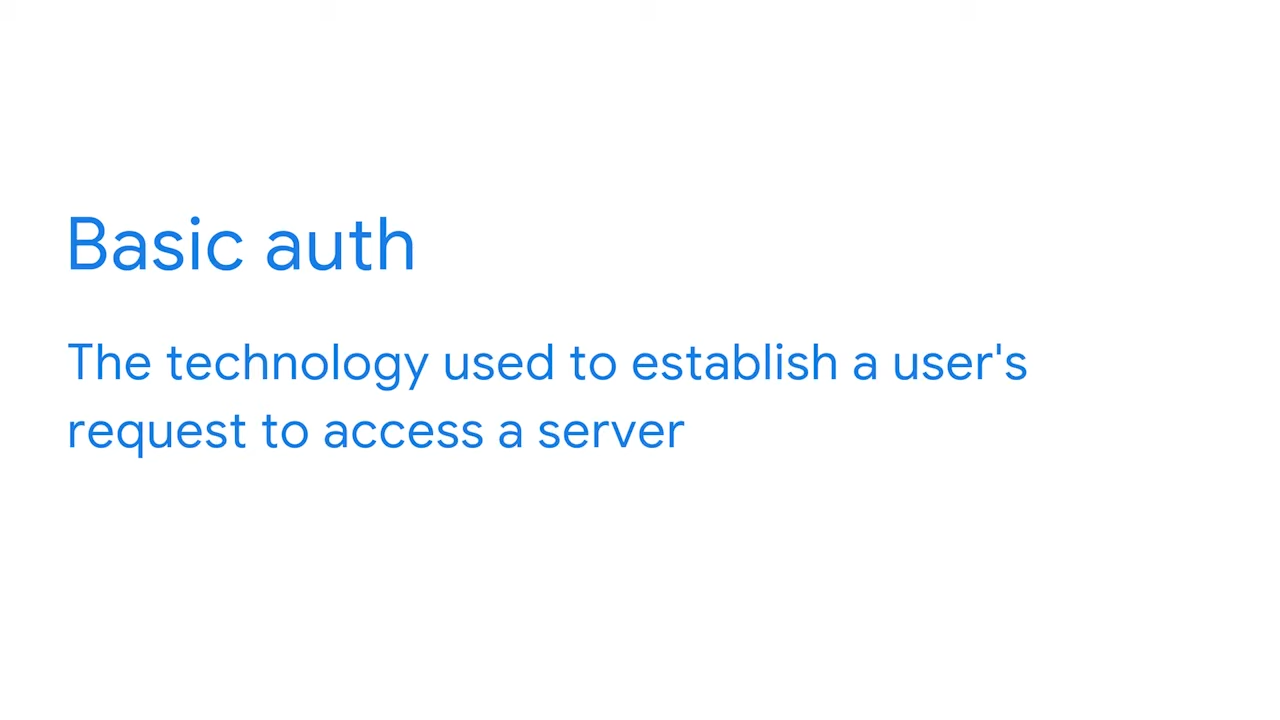 Basic auth
The technology used to establish a user's
request to access a server